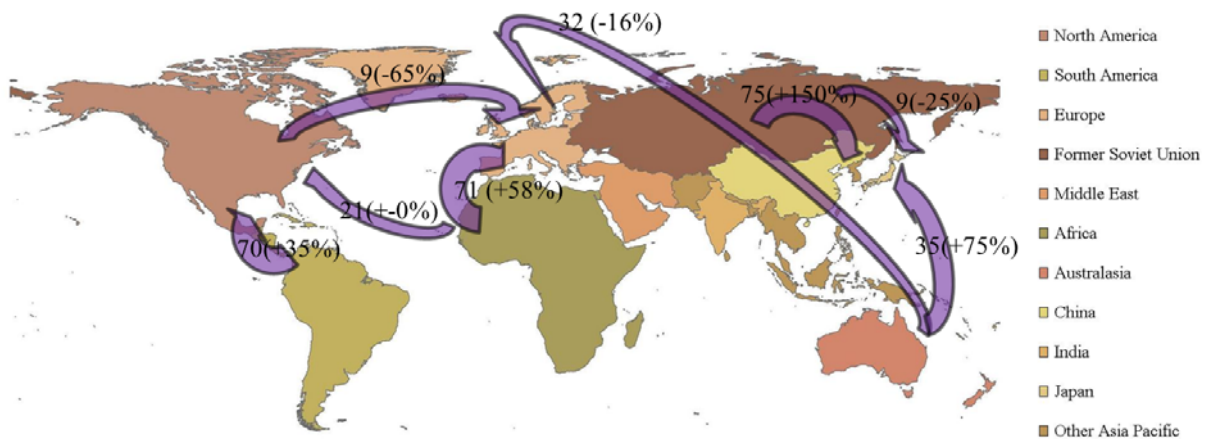 32 (-16%)
9(-65%)
75(+150%)
9(-25%)
71 (+58%)
21(+-0%)
70(+35%)
35(+75%)
North America
South America
Europe
Former Soviet Union
Middle East
Africa
Australasia
China
India
Japan
Other Asia Pacific